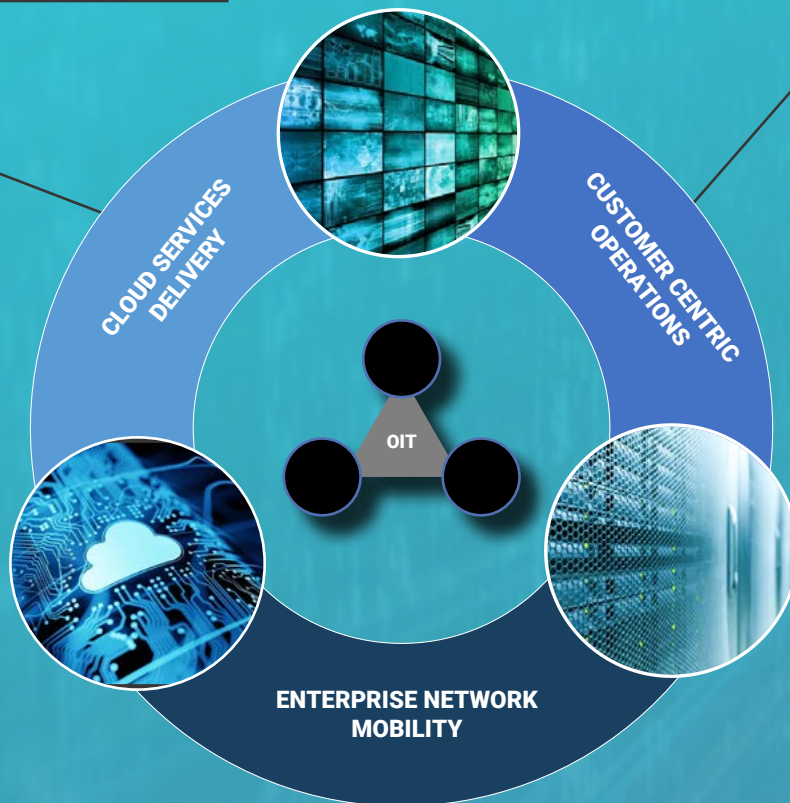 CLOUD SERVICES
DELIVERY
CUSTOMER CENTRIC
OPERATIONS
OIT
ENTERPRISE NETWORK
MOBILITY